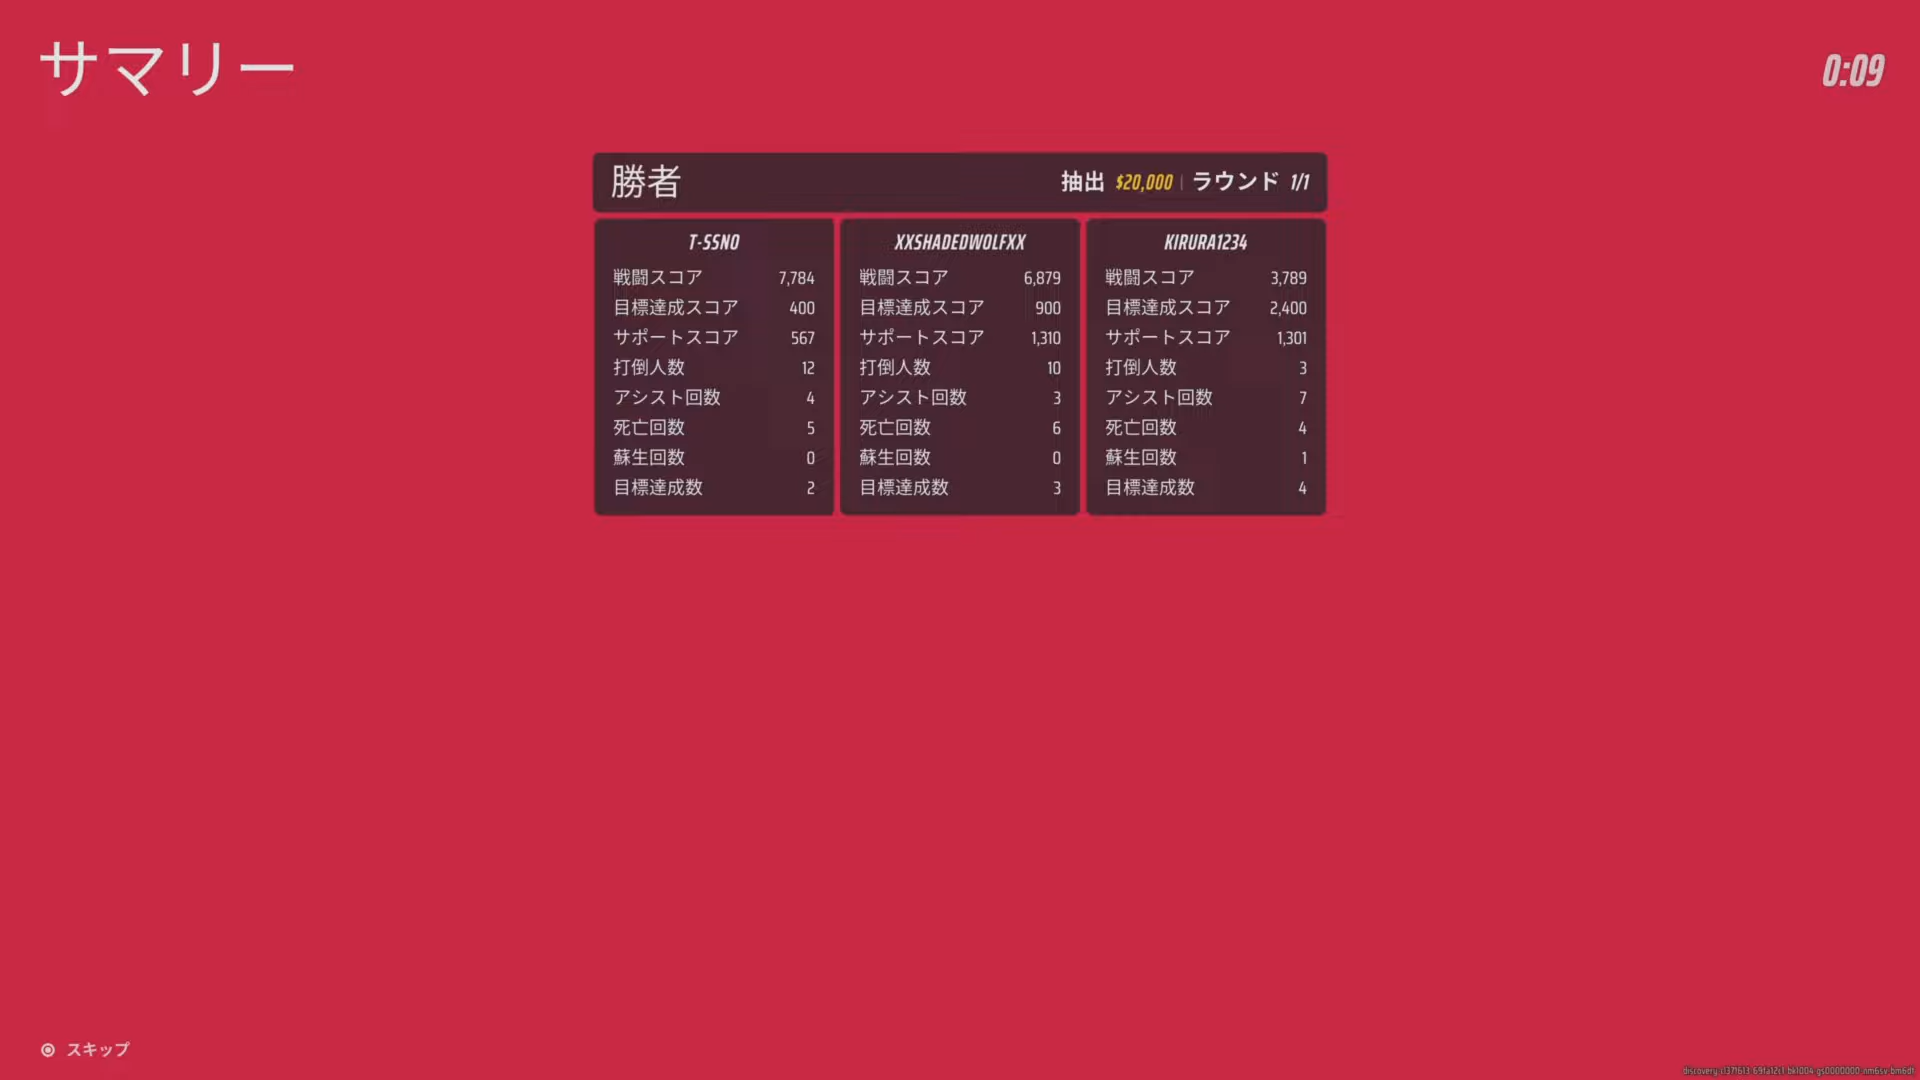 サマリー
0:09
勝者 抽出 $20,000 | ラウンド 1/1
T-SSNO XXSHADEDWOLFXX KIRURA1234
戦闘スコア 7,784 戦闘スコア 6,879 戦闘スコア 3,789
目標達成スコア 400 目標達成スコア 900 目標達成スコア 2,400
サポートスコア 567 サポートスコア 1,310 サポートスコア 1,301
打倒人数 12 打倒人数 10 打倒人数 3
アシスト回数 4 アシスト回数 3 アシスト回数 7
死亡回数 5 死亡回数 6 死亡回数 4
蘇生回数 0 蘇生回数 0 蘇生回数 1
目標達成数 2 目標達成数 3 目標達成数 4
スキップ